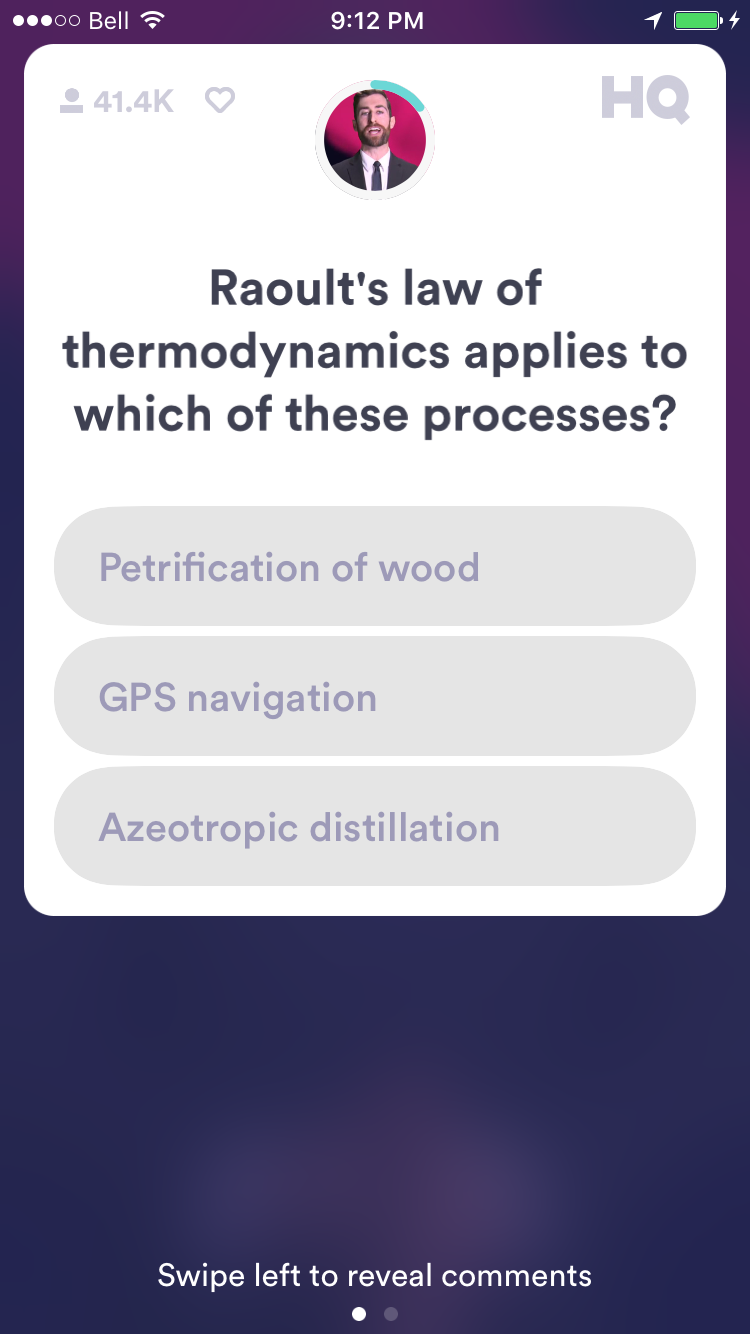 Bell 9:12 PM
41.4K HQ
Raoult's law of
thermodynamics applies to
which of these processes?
Petrification of wood
GPS navigation
Azeotropic distillation
Swipe left to reveal comments